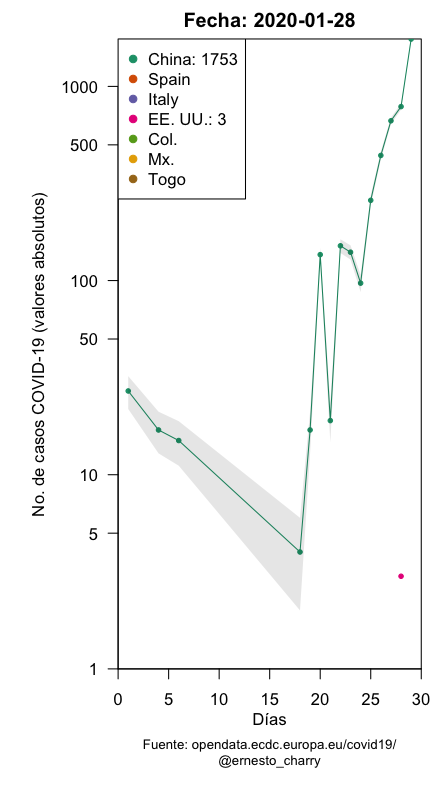 Fecha: 2020-01-28
China: 1753
Spain
Italy
EE. UU.: 3
Col.
Mx.
Togo
No. de casos COVID-19 (valores absolutos)
1000
500
100
50
10
5
1
0 5 10 15 20 25 30
Días
Fuente: opendata.ecdc.europa.eu/covid19/
@ernesto_charry